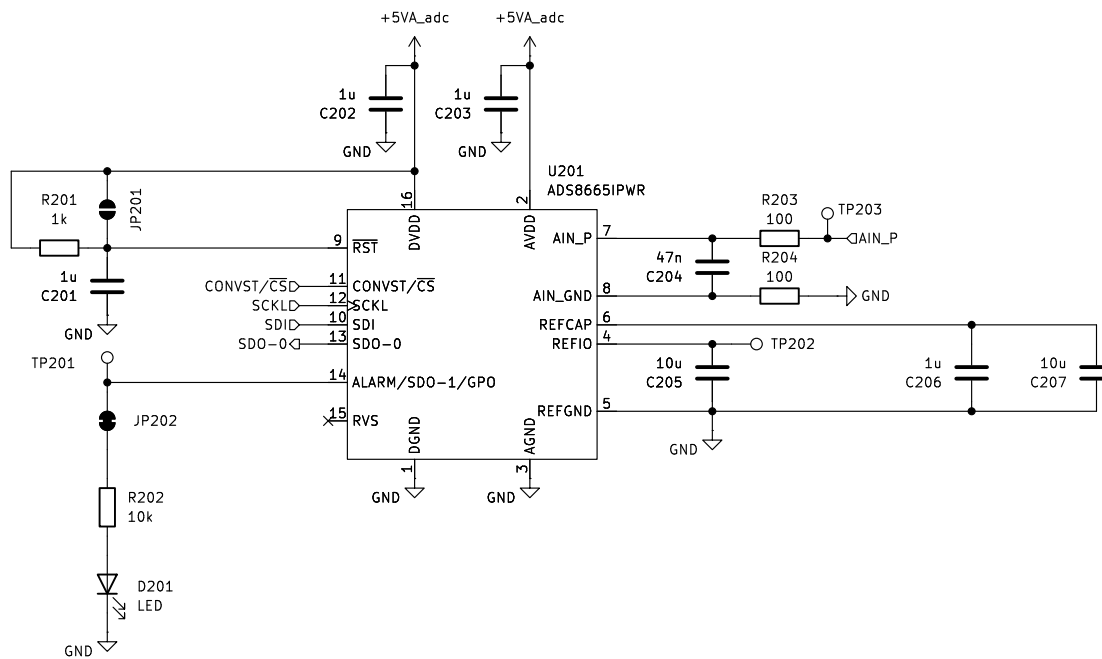 +5VA_adc
+5VA_adc
1u
C202
1u
C203
GND
GND
U201
ADS8665IPWR
R201
1k
JP201
16
DVDD
2
AVDD
R203
100
TP203
9
RST
AIN_P
7
AIN_P
1u
C201
47n
C204
R204
100
CONVST/CS
11
CONVST/CS
AIN_GND
8
GND
SCKL
12
SCKL
SDI
10
SDI
REFCAP
6
GND
SDO-0
13
SDO-0
REFIO
4
TP202
TP201
10u
C205
1u
C206
10u
C207
14
ALARM/SDO-1/GPO
JP202
15
RVS
REFGND
5
DGND
1
AGND
3
GND
GND
GND
R202
10k
D201
LED
GND